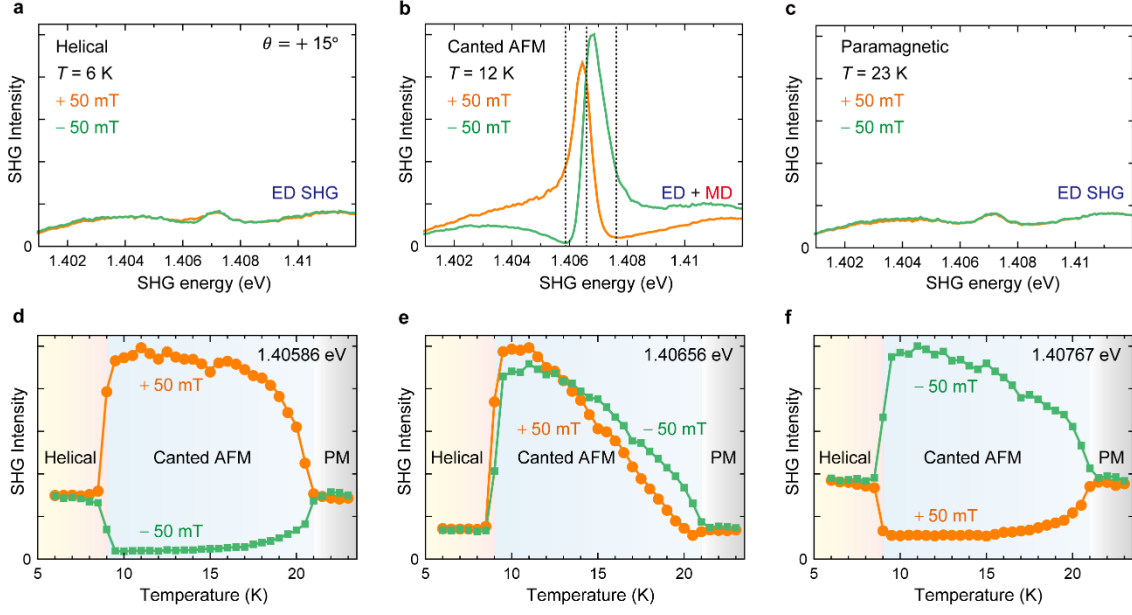 a
Helical
θ = + 15°
T = 6 K
+ 50 mT
− 50 mT
ED SHG
SHG Intensity
0
1.402 1.404 1.406 1.408 1.41
SHG energy (eV)
b
Canted AFM
T = 12 K
+ 50 mT
− 50 mT
ED + MD
SHG Intensity
0
1.402 1.404 1.406 1.408 1.41
SHG energy (eV)
c
Paramagnetic
T = 23 K
+ 50 mT
− 50 mT
ED SHG
SHG Intensity
0
1.402 1.404 1.406 1.408 1.41
SHG energy (eV)
d
1.40586 eV
+ 50 mT
Helical Canted AFM PM
− 50 mT
SHG Intensity
0
5 10 15 20
Temperature (K)
e
1.40656 eV
+ 50 mT − 50 mT
Helical Canted AFM PM
SHG Intensity
0
5 10 15 20
Temperature (K)
f
1.40767 eV
− 50 mT
Helical Canted AFM PM
+ 50 mT
SHG Intensity
0
5 10 15 20
Temperature (K)